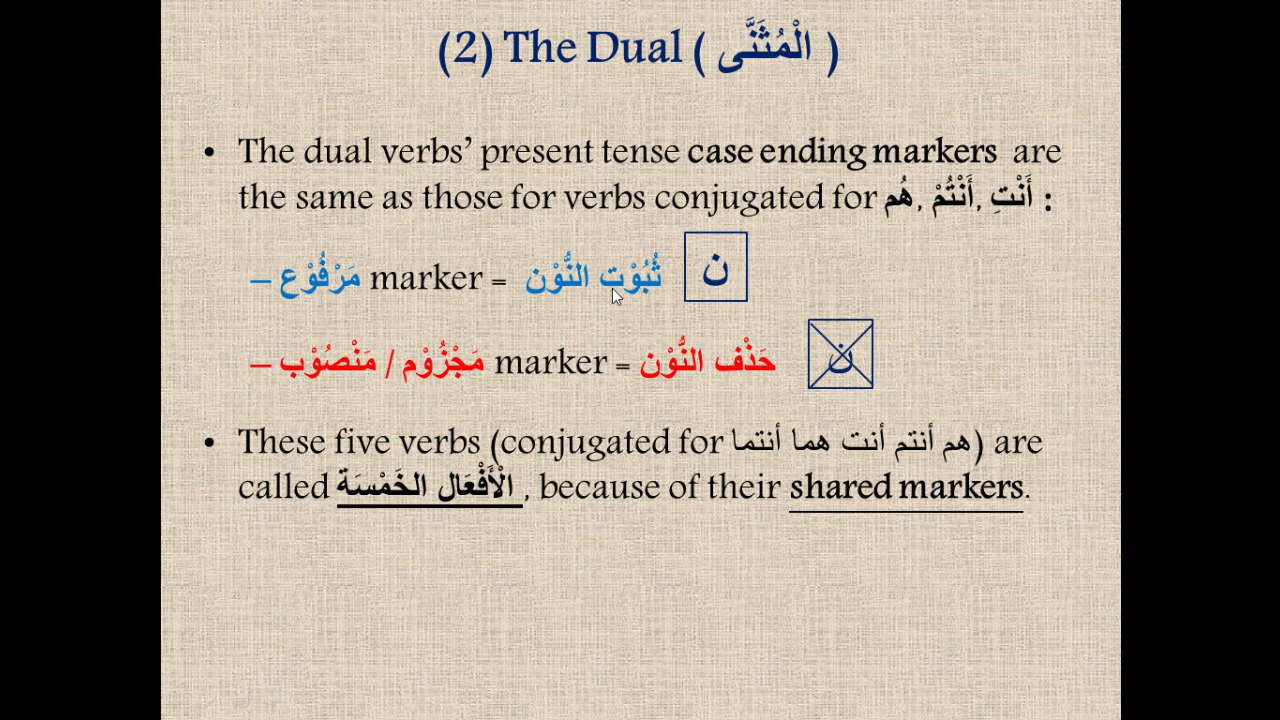 (2) The Dual ( الْمُثَنَّى )
• The dual verbs’ present tense case ending markers are
the same as those for verbs conjugated for أَنْتِ, أَنْتُمْ, هُم :
– مَرْفُوْع marker = ثُبُوْت النُّوْن ن
– مَجْزُوْم / مَنْصُوْب marker = حَذْف النُّوْن ن
• These five verbs (conjugated for هم أنتم أنت هما أنتما) are
called الْأَفْعَال الخَمْسَة , because of their shared markers.